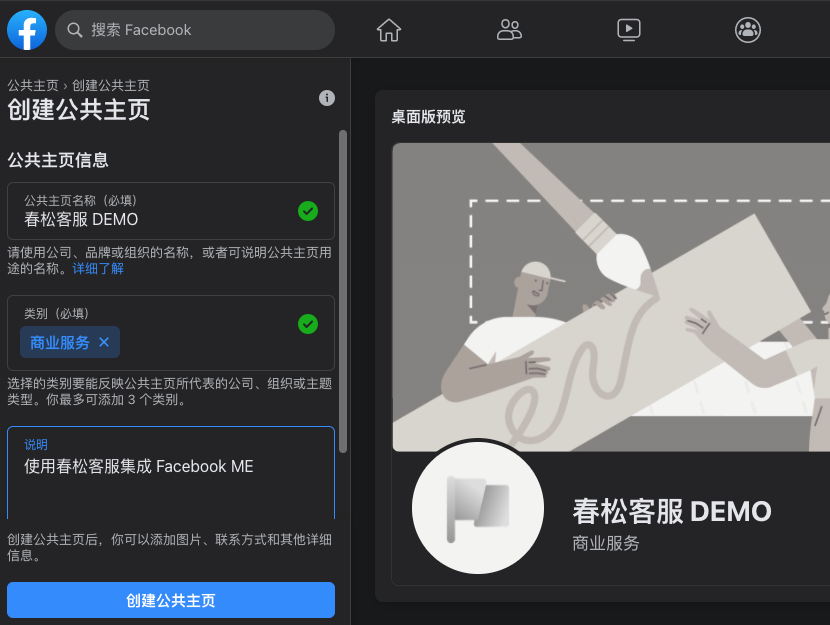 搜索 Facebook
公共主页 › 创建公共主页
创建公共主页
公共主页信息
公共主页名称（必填）
春松客服 DEMO
请使用公司、品牌或组织的名称，或者可说明公共主页用
途的名称。详细了解
类别（必填）
商业服务
选择的类别要能反映公共主页所代表的公司、组织或主题
类型。你最多可添加 3 个类别。
说明
使用春松客服集成 Facebook ME
创建公共主页后，你可以添加图片、联系方式和其他详细
信息。
创建公共主页
桌面版预览
春松客服 DEMO
商业服务